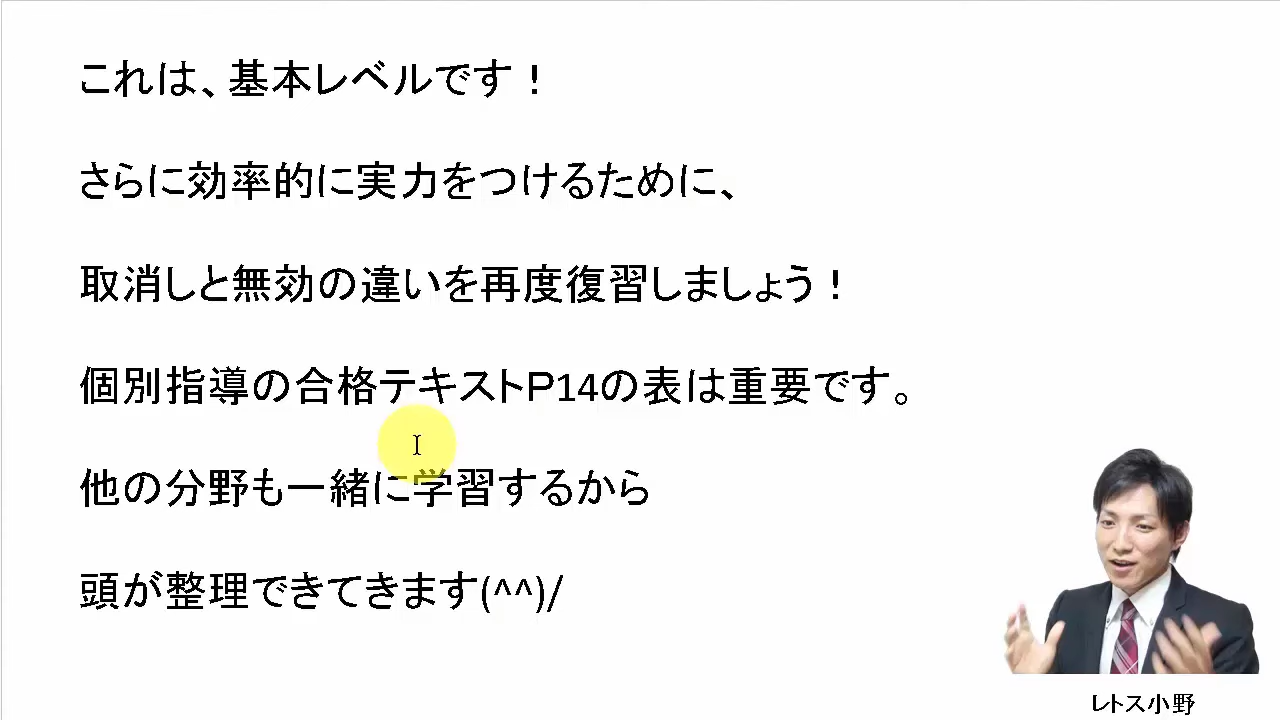 これは、基本レベルです！
さらに効率的に実力をつけるために、
取消しと無効の違いを再度復習しましょう！
個別指導の合格テキストP14の表は重要です。
他の分野も一緒に学習するから
頭が整理できてきます(^^)/
レトス小野